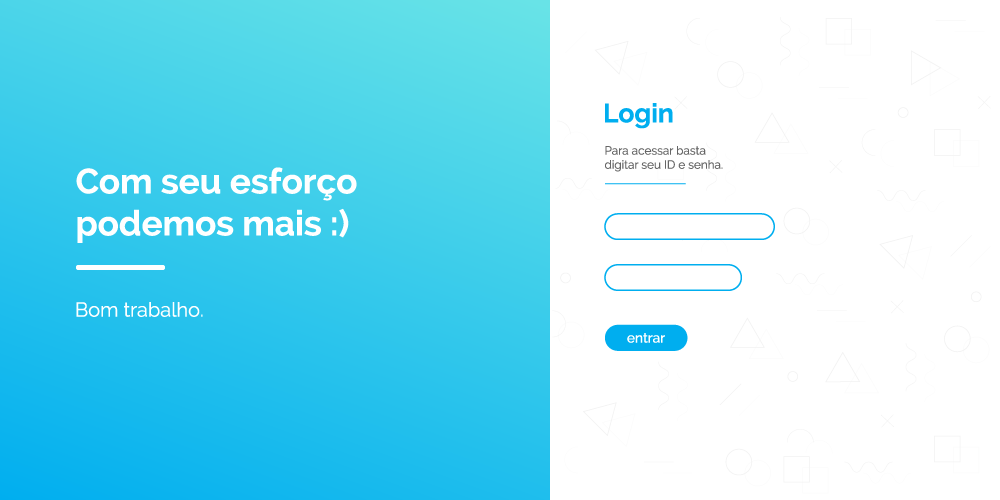 Com seu esforço
podemos mais :)
Bom trabalho.
Login
Para acessar basta
digitar seu ID e senha.
entrar